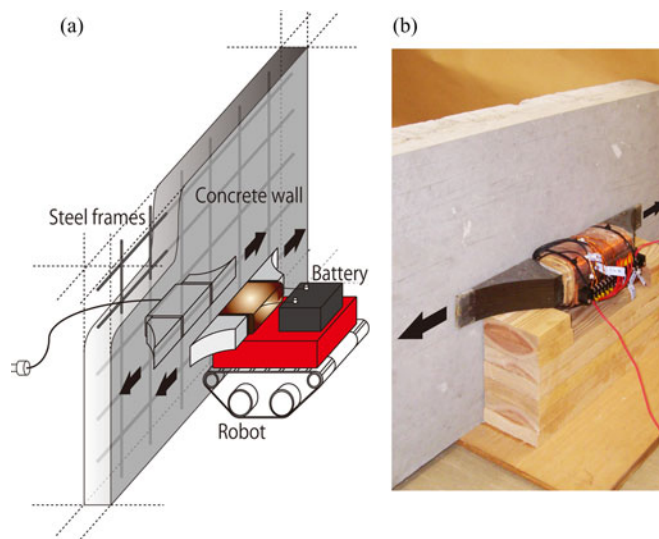 (a)
(b)
Steel frames
Concrete wall
Battery
Robot